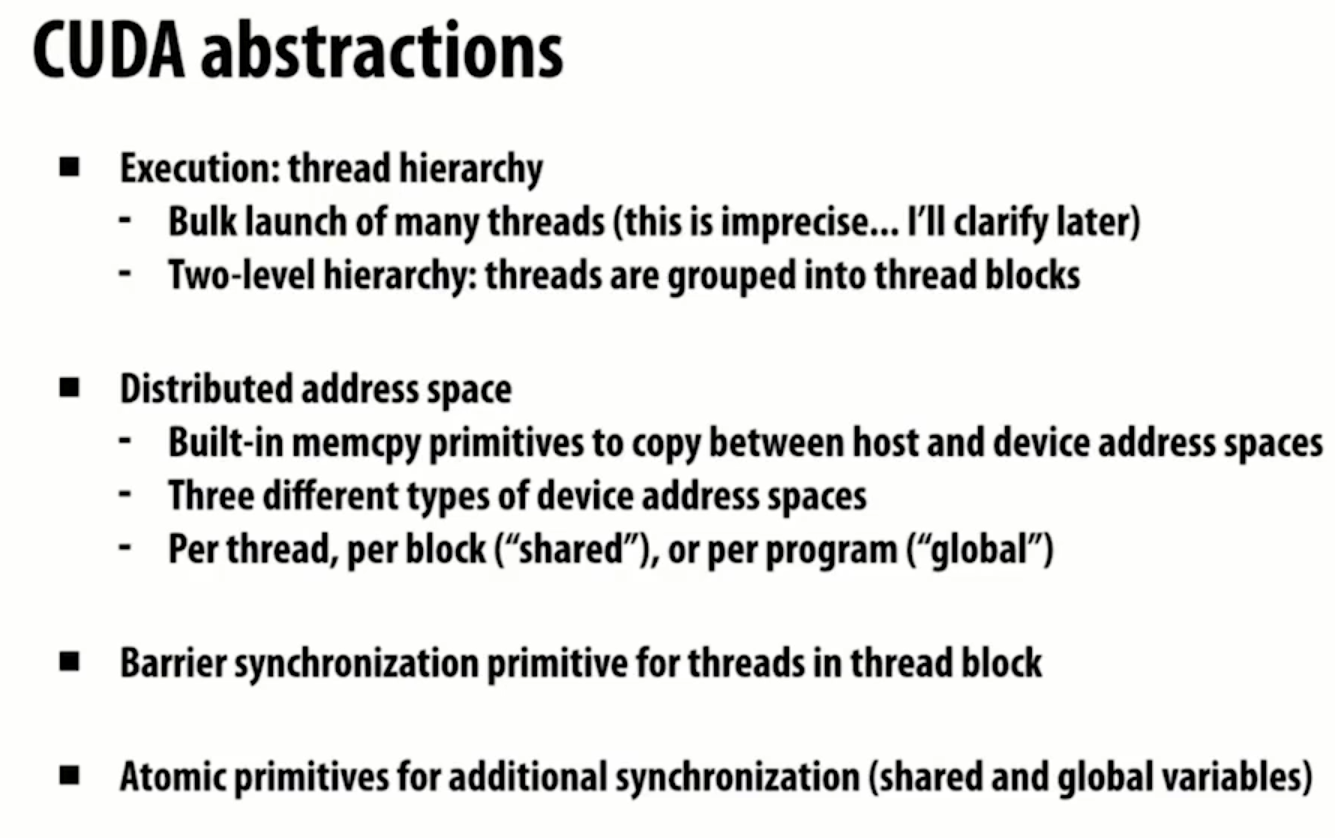 CUDA abstractions
■ Execution: thread hierarchy
- Bulk launch of many threads (this is imprecise... I’ll clarify later)
- Two-level hierarchy: threads are grouped into thread blocks
■ Distributed address space
- Built-in memcpy primitives to copy between host and device address spaces
- Three different types of device address spaces
- Per thread, per block (“shared”), or per program (“global”)
■ Barrier synchronization primitive for threads in thread block
■ Atomic primitives for additional synchronization (shared and global variables)